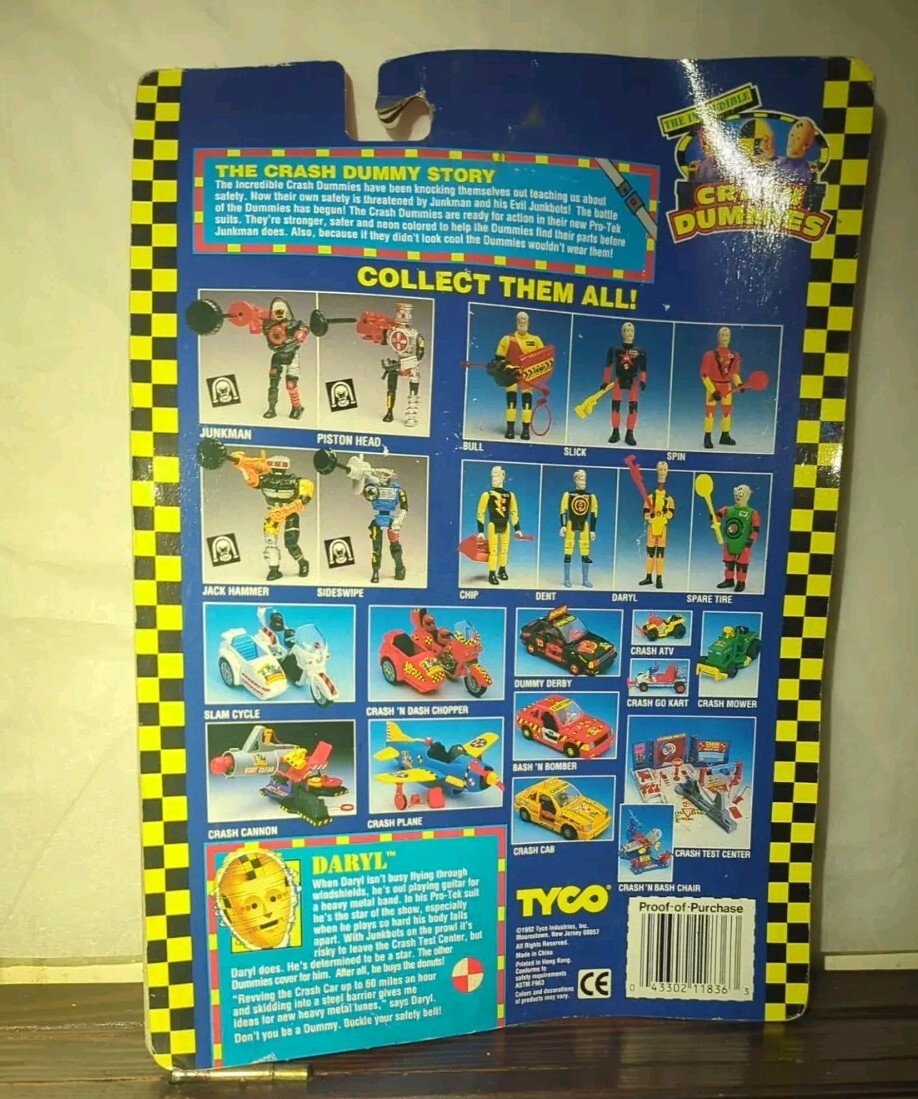 THE INCREDIBLE
CRASH
DUMMIES
THE CRASH DUMMY STORY
The Incredible Crash Dummies have been knocking themselves out teaching us about
safety. Now their own safety is threatened by Junkman and his Evil Junkbots! The battle
of the Dummies has begun! The Crash Dummies are ready for action in their new Pro-Tek
suits. They're stronger, safer and neon colored to help the Dummies find their parts before
Junkman does. Also, because if they didn't look cool the Dummies wouldn't wear them!
COLLECT THEM ALL!
JUNKMAN
PISTON HEAD
BULL
SLICK
SPIN
JACK HAMMER
SIDESWIPE
CHIP
DENT
DARYL
SPARE TIRE
SLAM CYCLE
CRASH 'N DASH CHOPPER
DUMMY DERBY
CRASH ATV
CRASH GO KART
CRASH MOWER
BASH 'N BOMBER
CRASH CANNON
CRASH PLANE
CRASH CAB
CRASH TEST CENTER
CRASH 'N BASH CHAIR
DARYL™
When Daryl isn't busy flying through
windshields, he's out playing guitar for
a heavy metal band. In his Pro-Tek suit
he's the star of the show, especially
when he plays so hard his body falls
apart. With Junkbots on the prowl it's
risky to leave the Crash Test Center, but
Daryl does. He's determined to be a star. The other
Dummies cover for him. After all, he buys the donuts!
"Revving the Crash Car up to 60 miles an hour
and skidding into a steel barrier gives me
ideas for new heavy metal tunes," says Daryl.
Don't you be a Dummy. Buckle your safety belt!
TYCO®
©1992 Tyco Industries, Inc.
Moorestown, New Jersey 08057
All Rights Reserved.
Made in China
Printed in Hong Kong.
Conforms to
safety requirements
ASTM F963
Colors and decorations
of products may vary.
CE
Proof-of-Purchase
0 43302 11836 3